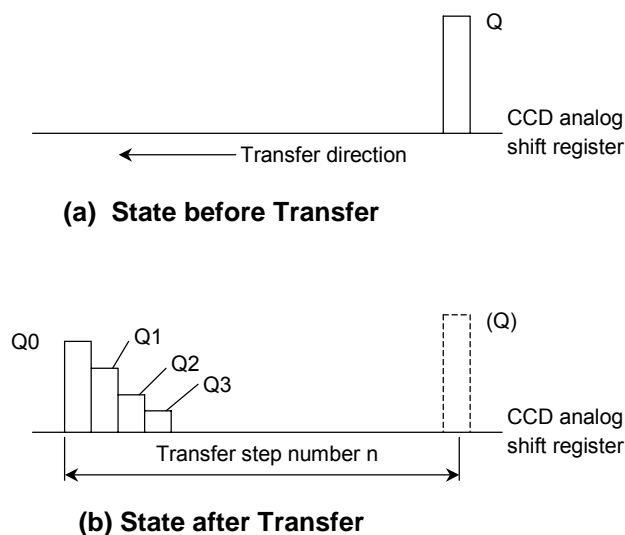 Q
CCD analog
shift register
Transfer direction
(a) State before Transfer
Q0
Q1
Q2
Q3
(Q)
CCD analog
shift register
Transfer step number n
(b) State after Transfer